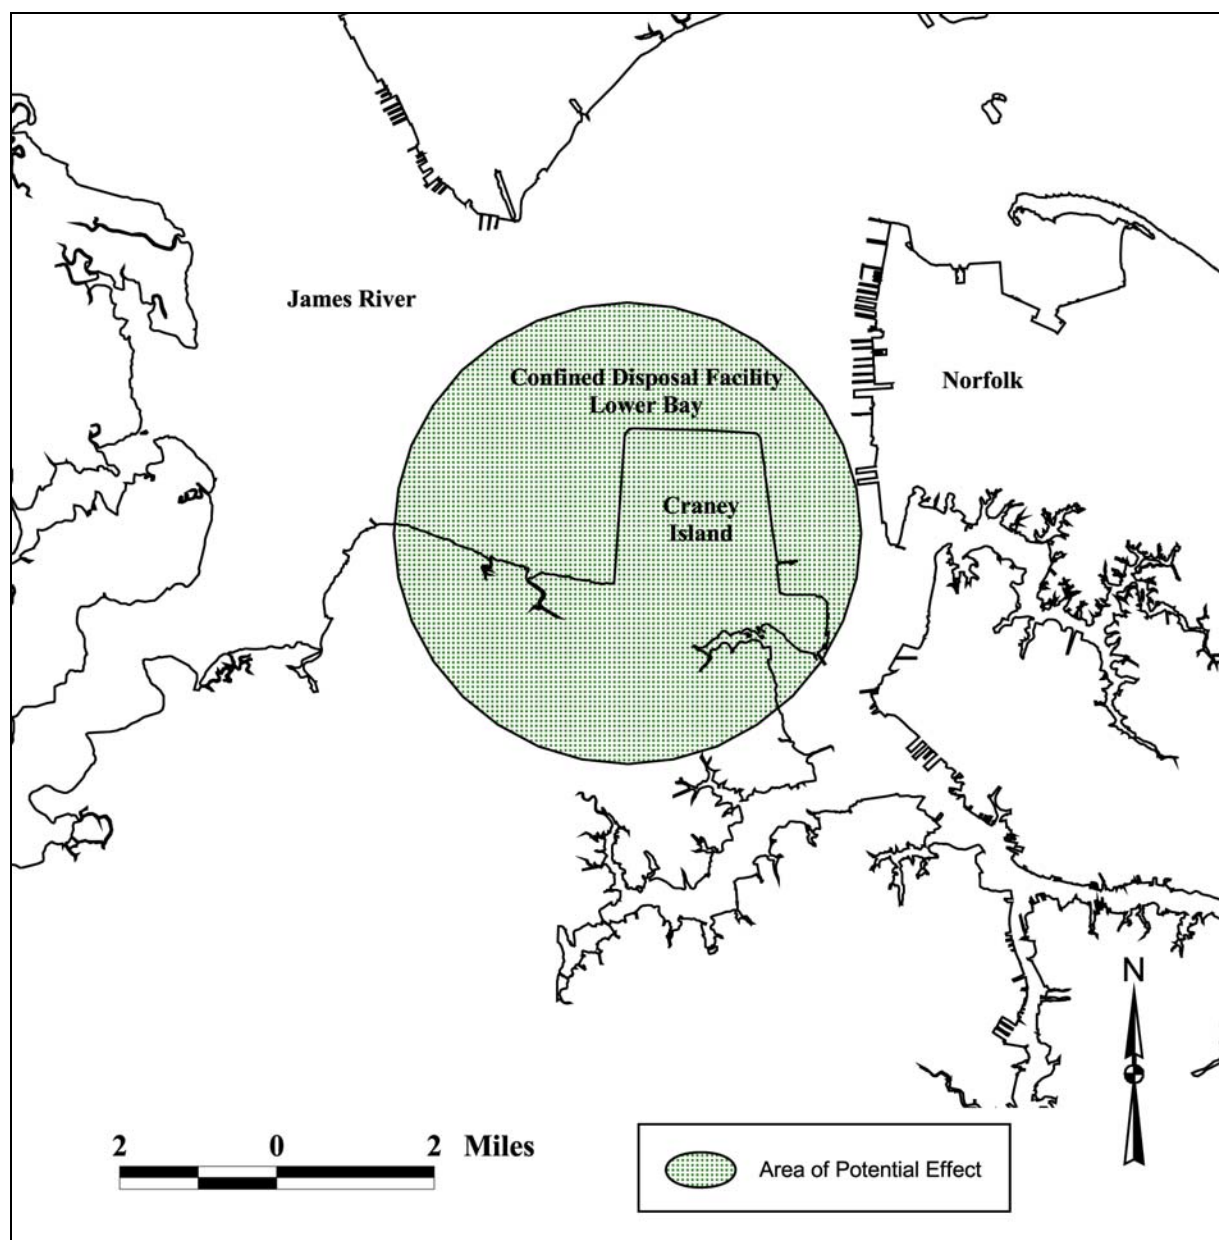 James River
Confined Disposal Facility
Lower Bay
Norfolk
Craney
Island
N
2 0 2 Miles
Area of Potential Effect